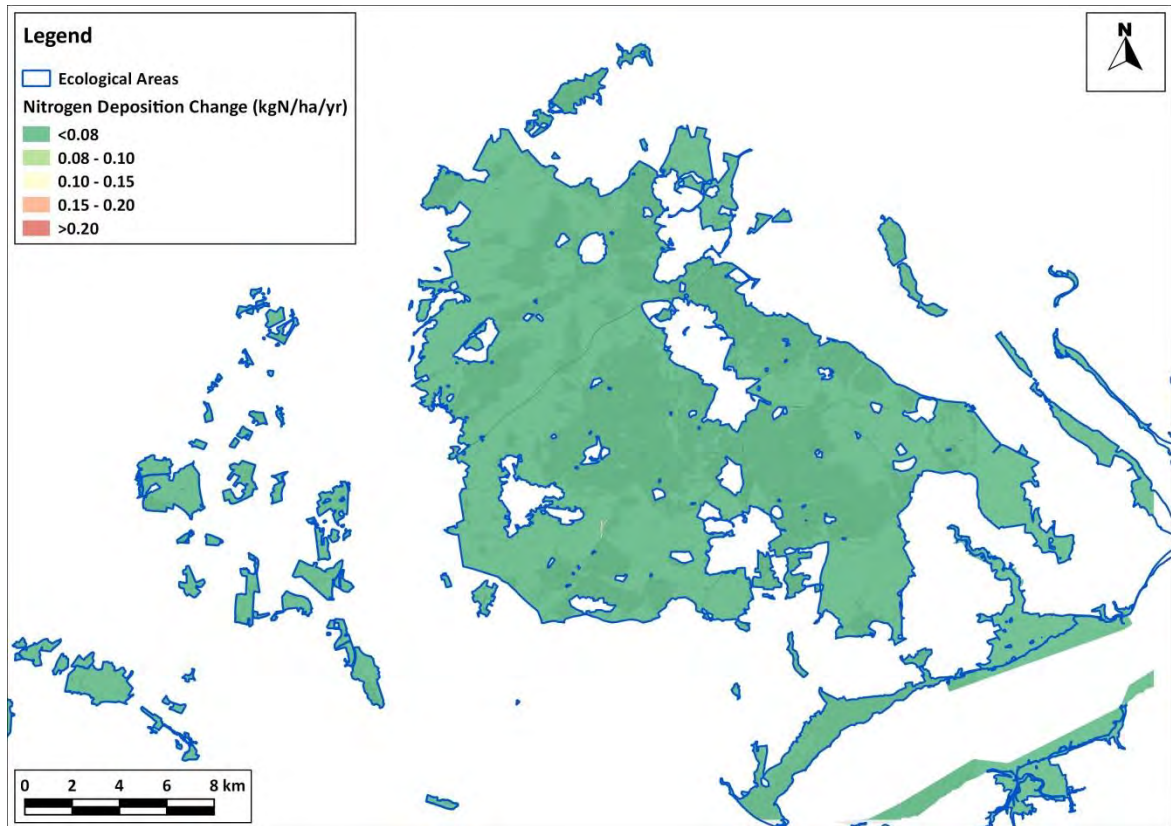 Legend
Ecological Areas
Nitrogen Deposition Change (kgN/ha/yr)
<0.08
0.08 - 0.10
0.10 - 0.15
0.15 - 0.20
>0.20
N
0 2 4 6 8 km